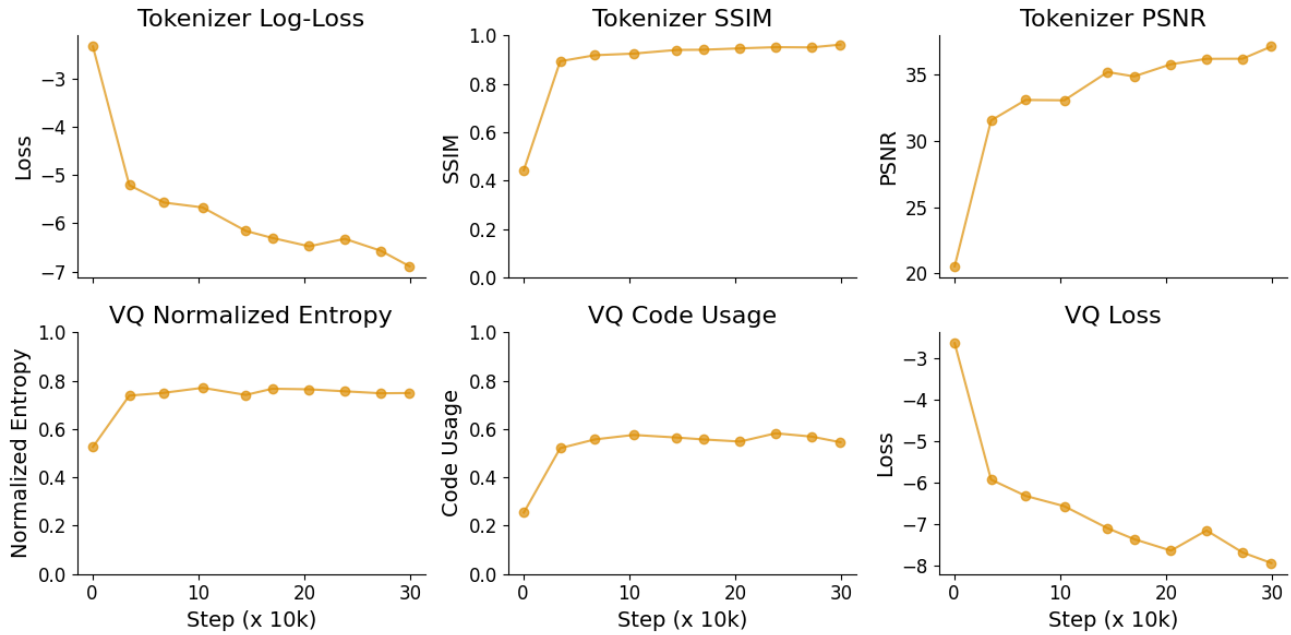 Tokenizer Log-Loss
Loss
−3
−4
−5
−6
−7
Tokenizer SSIM
SSIM
1.0
0.8
0.6
0.4
0.2
0.0
Tokenizer PSNR
PSNR
35
30
25
20
VQ Normalized Entropy
Normalized Entropy
1.0
0.8
0.6
0.4
0.2
0.0
0 10 20 30
Step (x 10k)
VQ Code Usage
Code Usage
1.0
0.8
0.6
0.4
0.2
0.0
0 10 20 30
Step (x 10k)
VQ Loss
Loss
−3
−4
−5
−6
−7
−8
0 10 20 30
Step (x 10k)